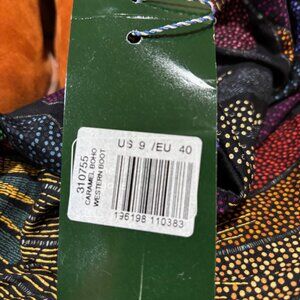 US 9 /EU 40
310755
CARAMEL BOHO
WESTERN BOOT
196198 110383